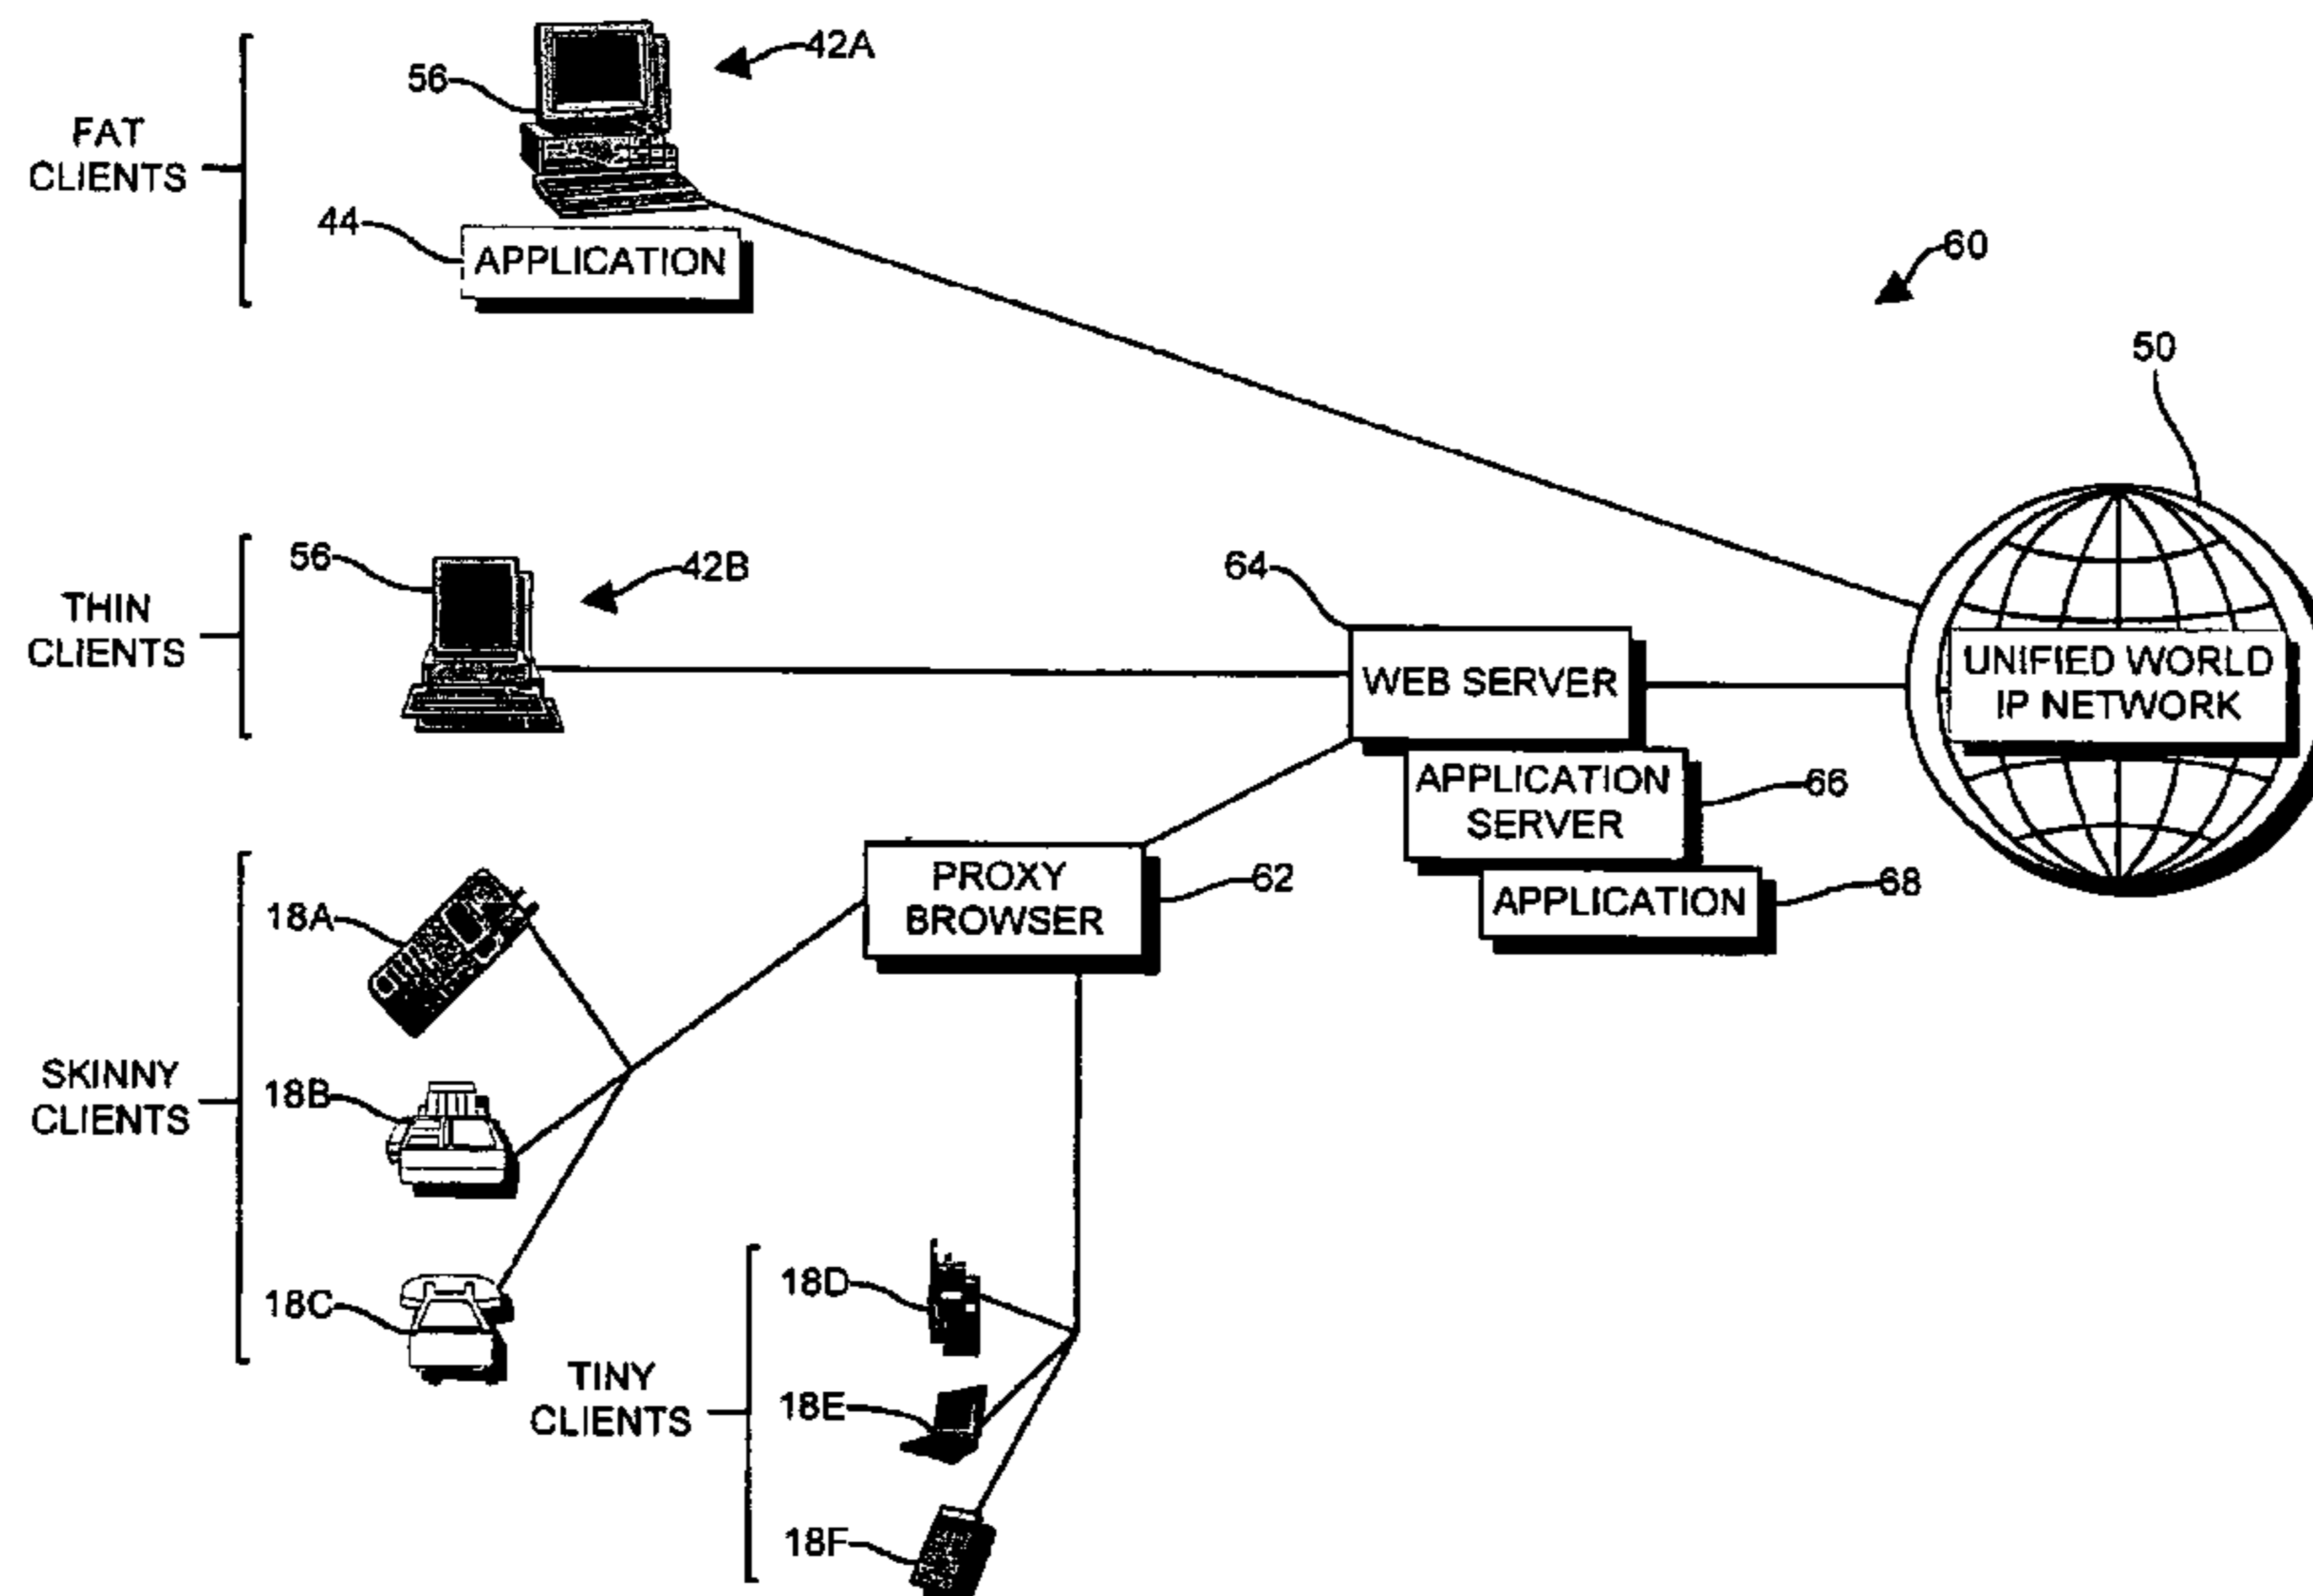 42A
56
FAT
CLIENTS
44
APPLICATION
60
50
56
42B
64
THIN
CLIENTS
WEB SERVER
UNIFIED WORLD
IP NETWORK
APPLICATION
SERVER
66
PROXY
BROWSER
62
APPLICATION
68
18A
SKINNY
CLIENTS
18B
18C
18D
TINY
CLIENTS
18E
18F